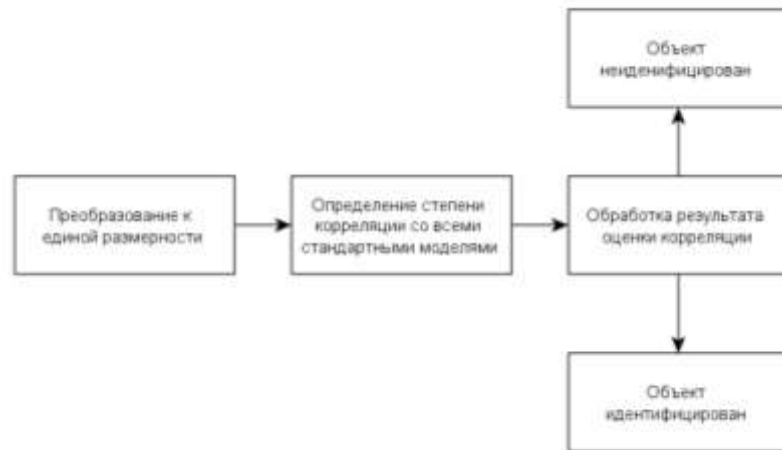 Объект
неиденифицирован
Преобразование к
единой размерности
Определение степени
корреляции со всеми
стандартными моделями
Обработка результата
оценки корреляции
Объект
идентифицирован